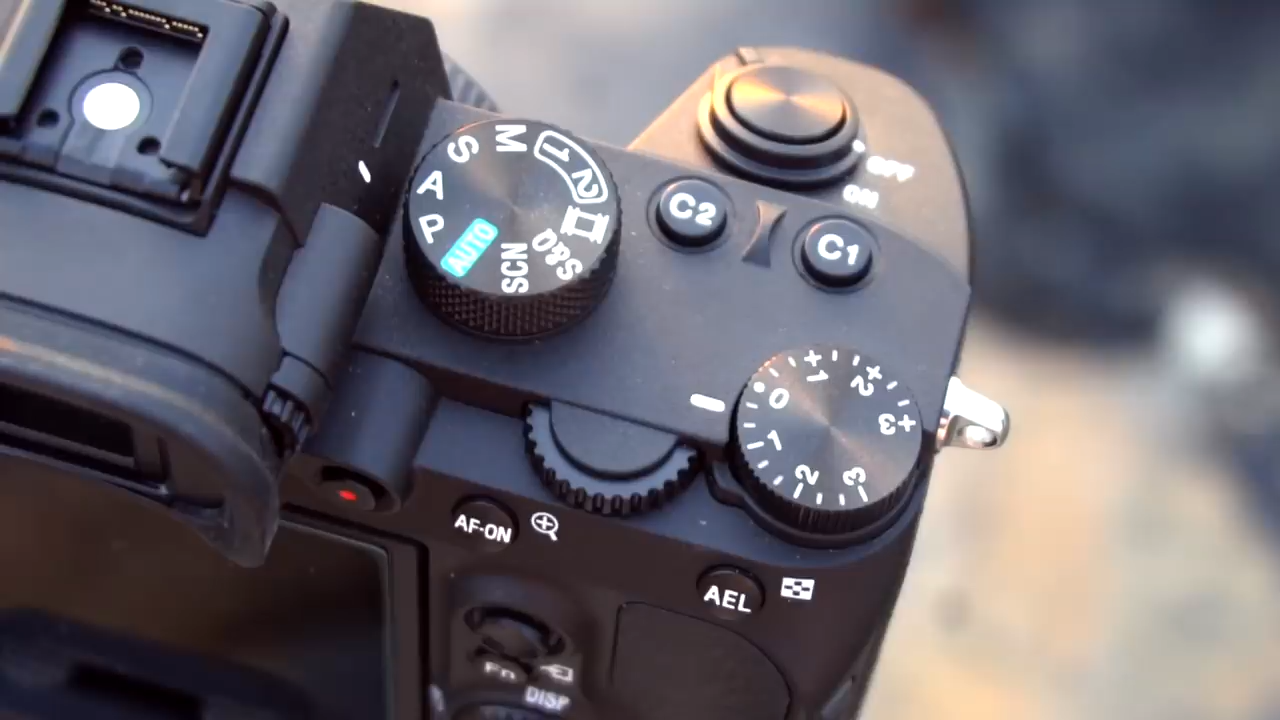 M
S
A
P
AUTO
SCN
S&Q
1
2
C2
C1
OFF
ON
+1
+2
+3
0
1
2
3
AF-ON
AEL
Fn
DISP